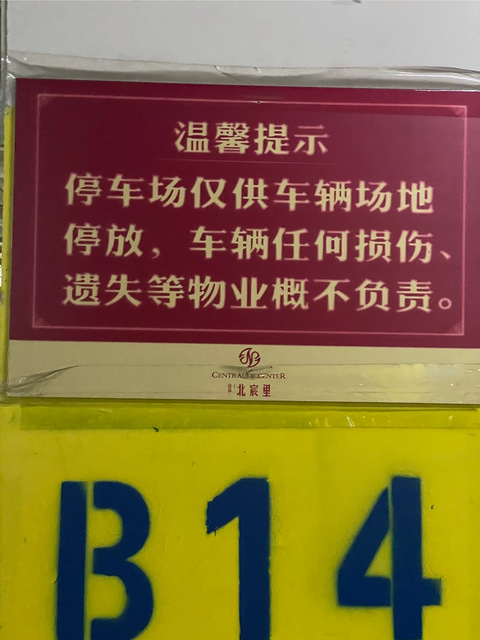 温馨提示
停车场仅供车辆场地
停放，车辆任何损伤、
遗失等物业概不负责。
北宸里
B14